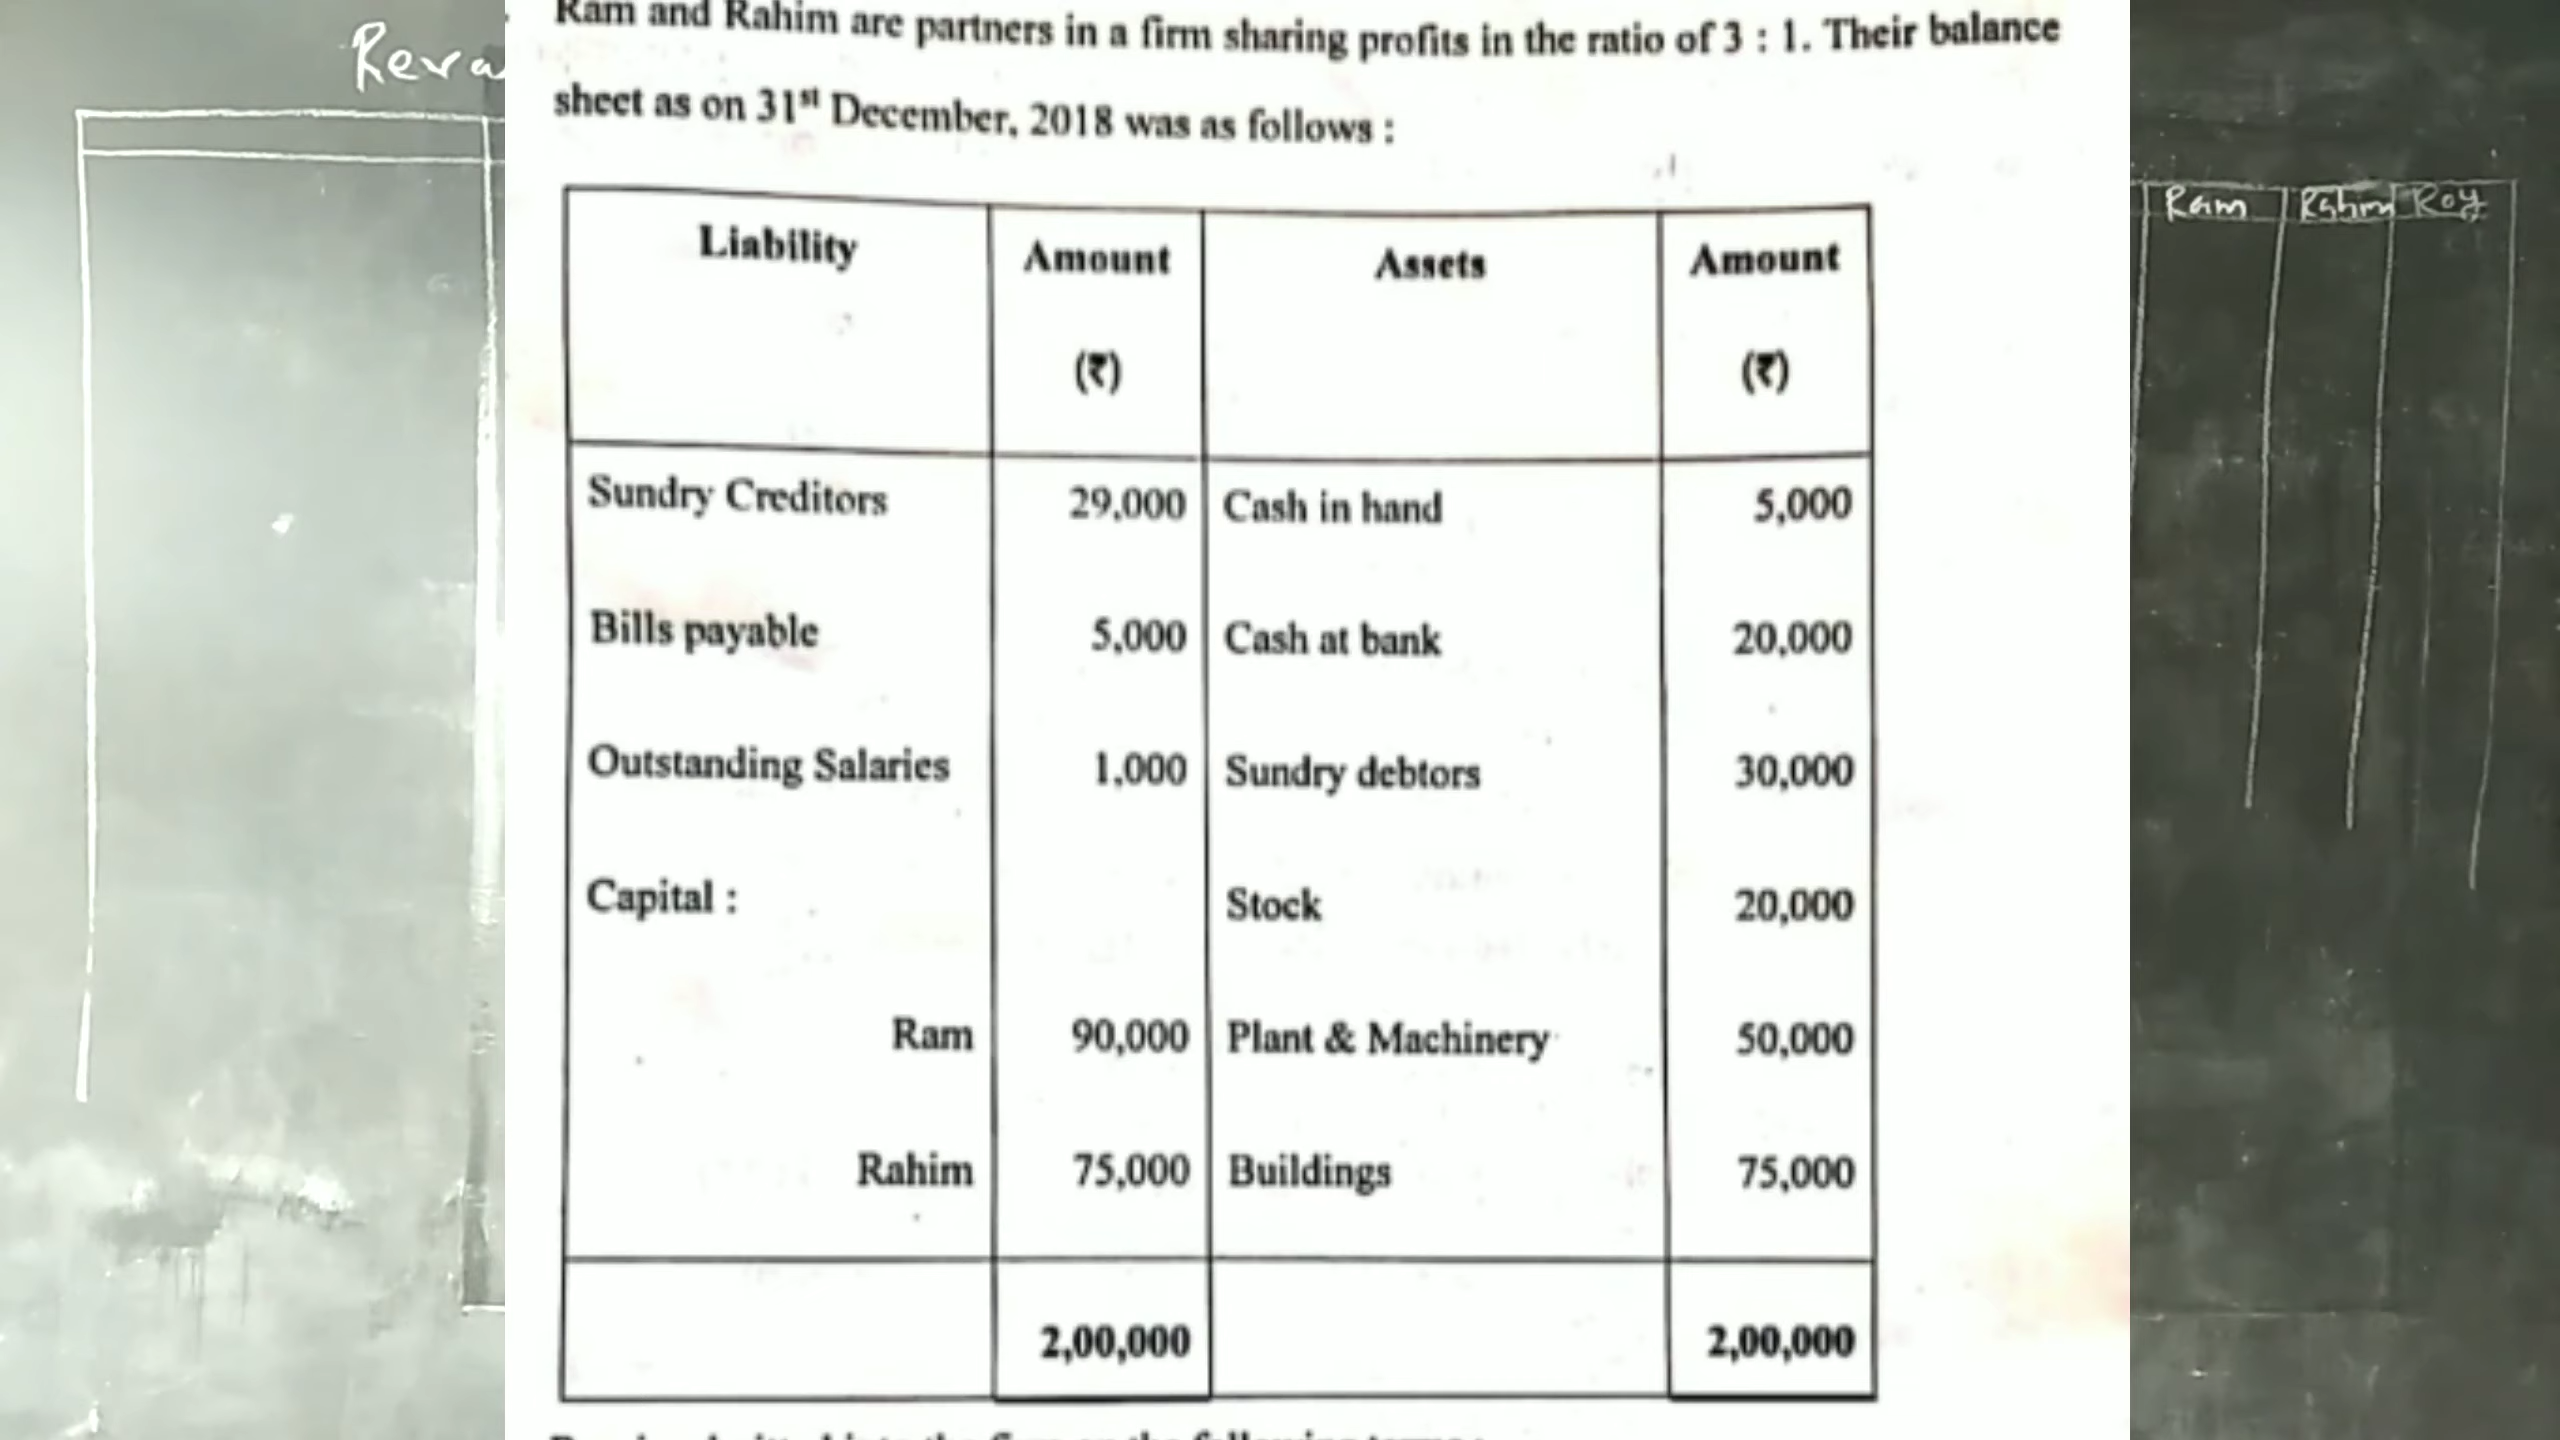 Ram and Rahim are partners in a firm sharing profits in the ratio of 3 : 1. Their balance
sheet as on 31st December, 2018 was as follows :
Liability Amount (₹) Assets Amount (₹)
Sundry Creditors 29,000 Cash in hand 5,000
Bills payable 5,000 Cash at bank 20,000
Outstanding Salaries 1,000 Sundry debtors 30,000
Capital : Stock 20,000
Ram 90,000 Plant & Machinery 50,000
Rahim 75,000 Buildings 75,000
2,00,000 2,00,000
Reva
Ram Rahim Roy